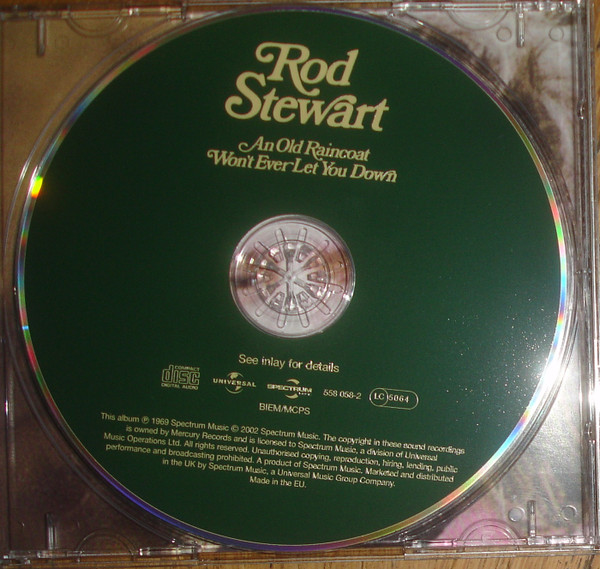 Rod
Stewart
An Old Raincoat
Won't Ever Let You Down
See inlay for details
COMPACT
disc
DIGITAL AUDIO
UNIVERSAL
SPECTRUM
558 058-2
LC 5064
BIEM/MCPS
This album ℗ 1969 Spectrum Music © 2002 Spectrum Music. The copyright in these sound recordings
is owned by Mercury Records and is licensed to Spectrum Music, a division of Universal
Music Operations Ltd. All rights reserved. Unauthorised copying, reproduction, hiring, lending, public
performance and broadcasting prohibited. A product of Spectrum Music. Marketed and distributed
in the UK by Spectrum Music, a Universal Music Group Company.
Made in the EU.